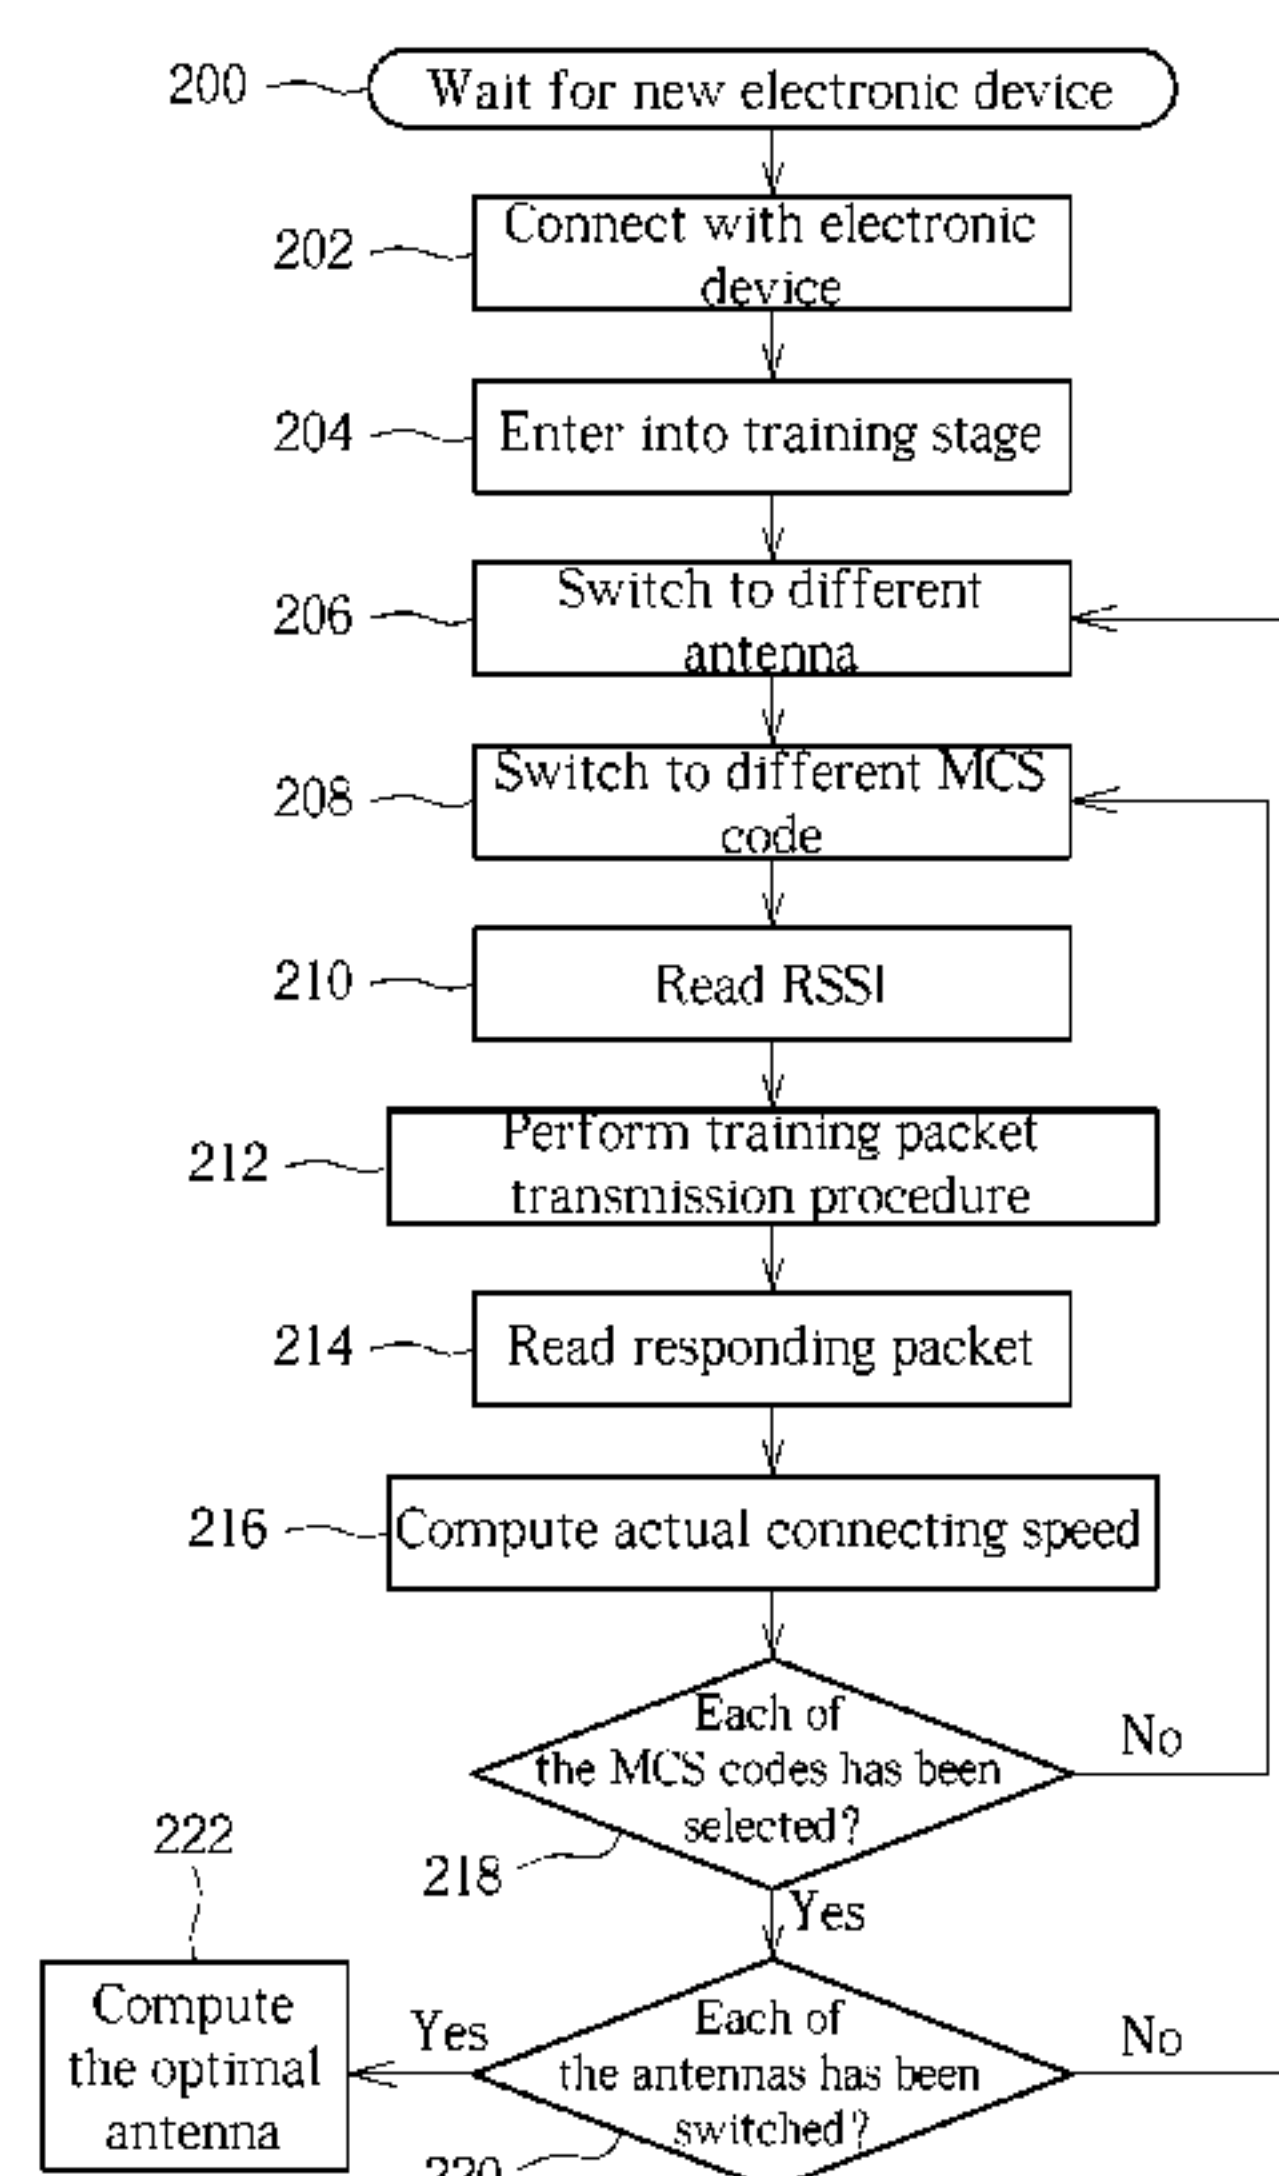 200
Wait for new electronic device
202
Connect with electronic
device
204
Enter into training stage
206
Switch to different
antenna
208
Switch to different MCS
code
210
Read RSSI
212
Perform training packet
transmission procedure
214
Read responding packet
216
Compute actual connecting speed
Each of
the MCS codes has been
selected?
No
218
Yes
222
Compute
the optimal
antenna
Yes
Each of
the antennas has been
switched?
No
220